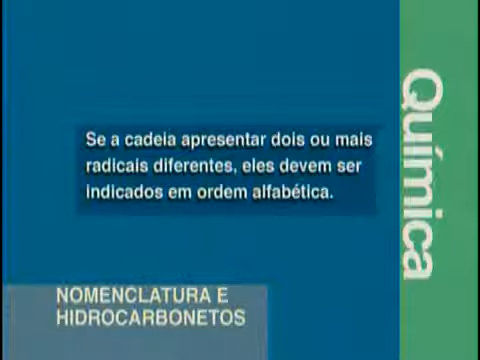 Se a cadeia apresentar dois ou mais
radicais diferentes, eles devem ser
indicados em ordem alfabética.
NOMENCLATURA E
HIDROCARBONETOS
Química